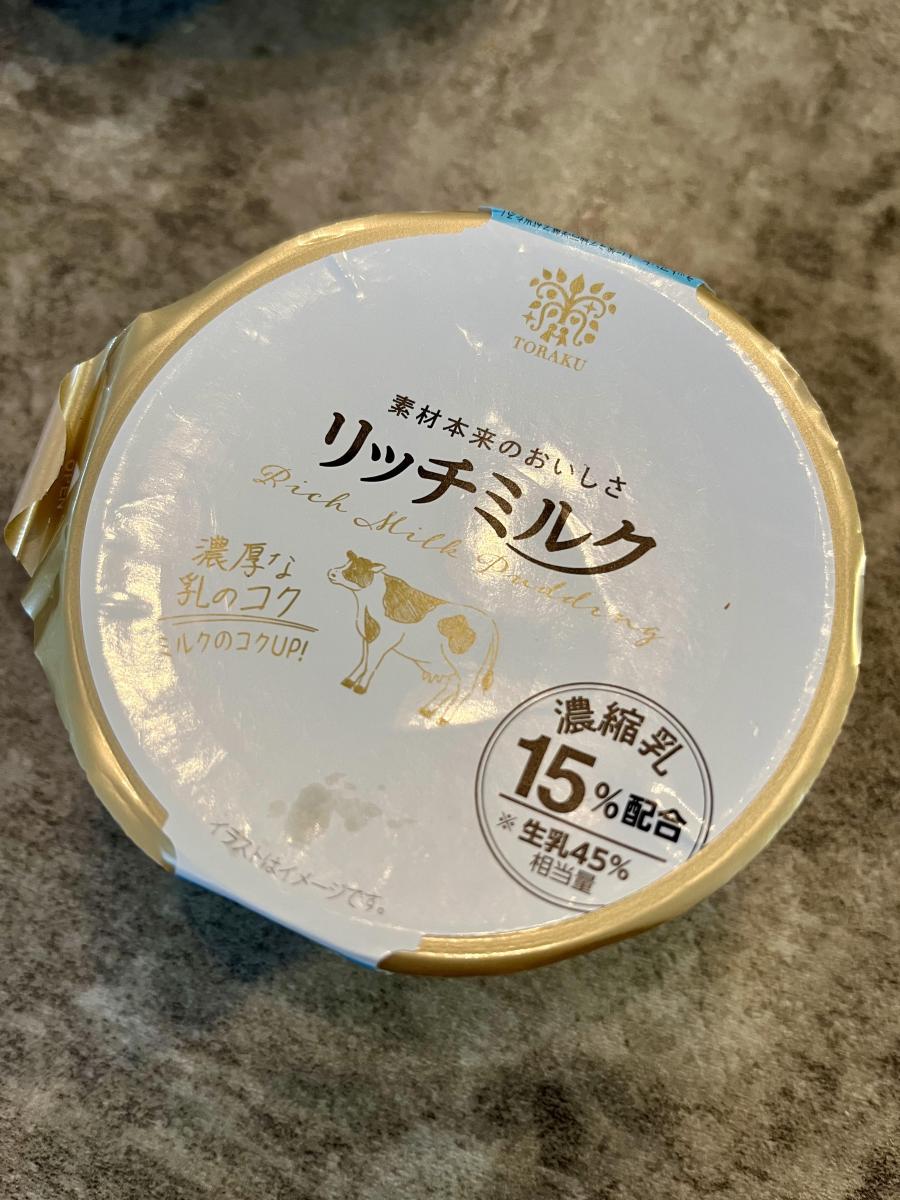 TORAKU
素材本来のおいしさ
リッチミルク
Rich Milk Pudding
濃厚な
乳のコク
ミルクのコクUP!
濃縮乳
15%配合
※生乳45%
相当量
イラストはイメージです。
OPEN